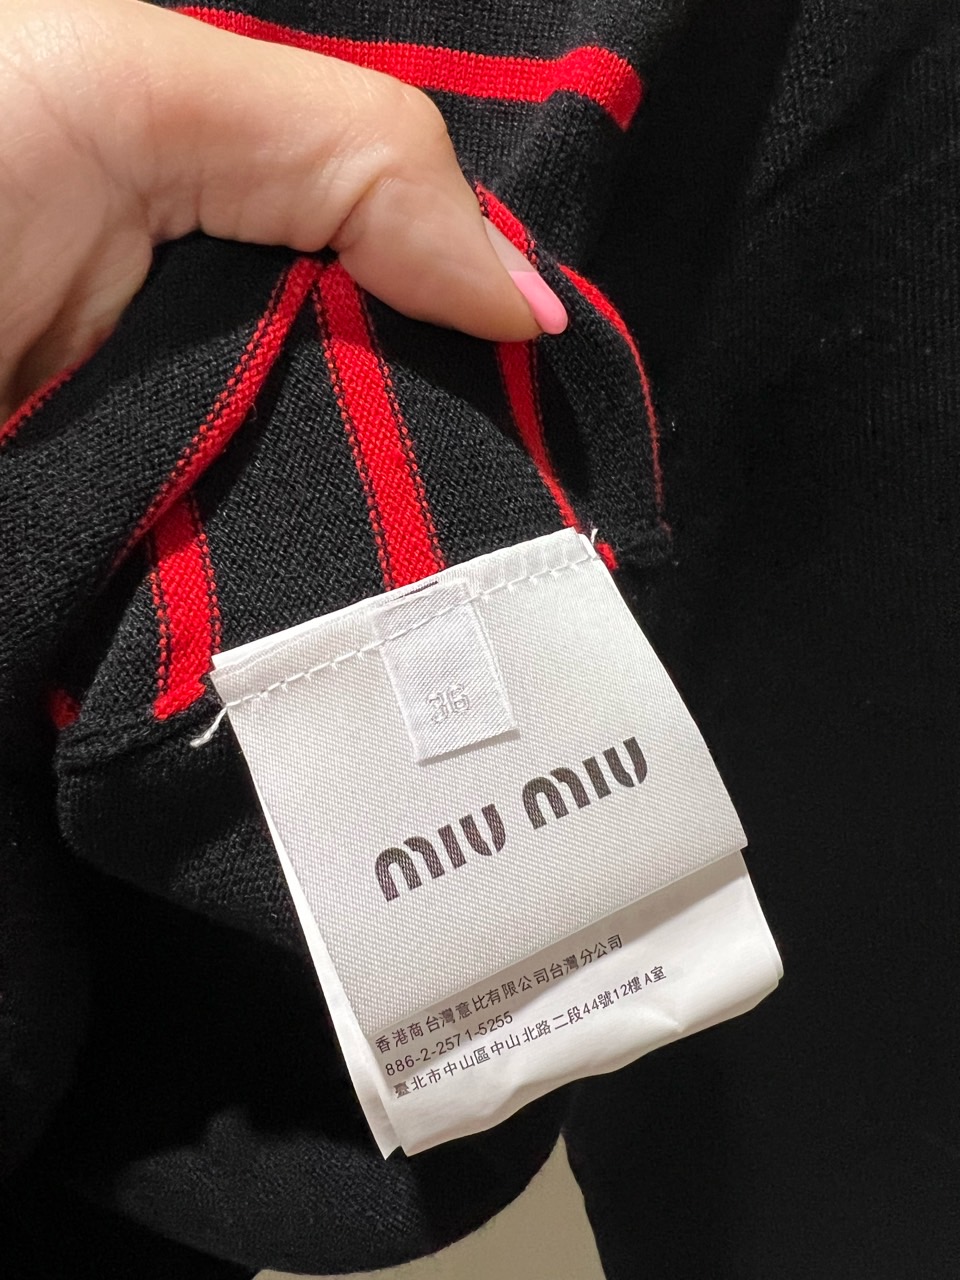 36
MIU MIU
香港商台灣意比有限公司台灣分公司
886-2-2571-5255
臺北市中山區中山北路二段44號12樓A室